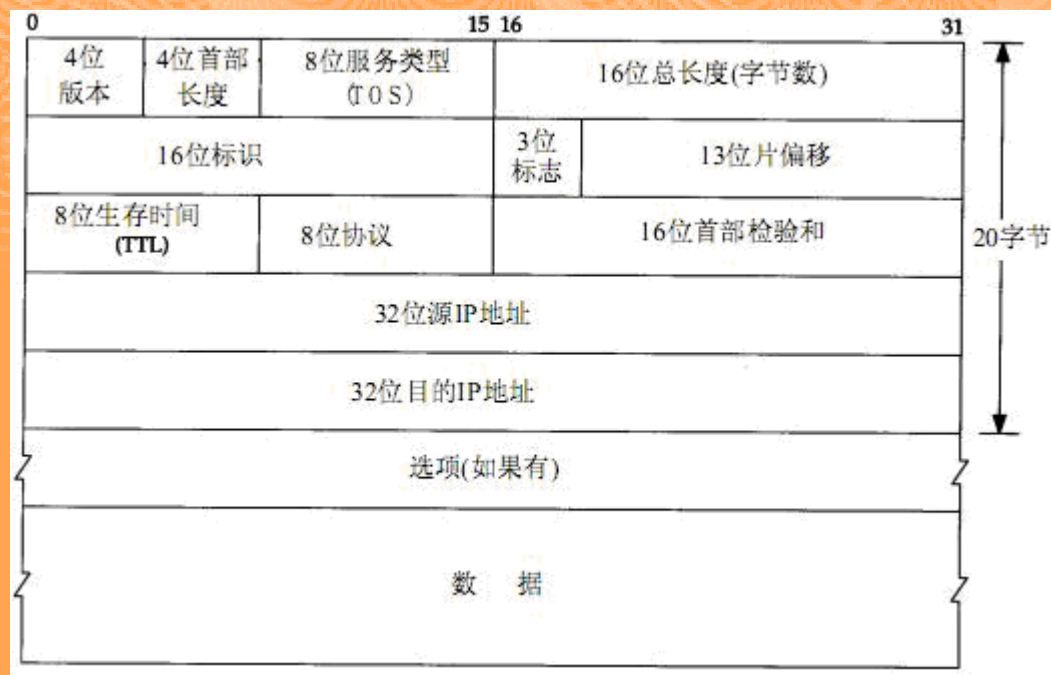 0 15 16 31
4位
版本
4位首部
长度
8位服务类型
(TOS)
16位总长度(字节数)
16位标识
3位
标志
13位片偏移
8位生存时间
(TTL)
8位协议
16位首部检验和
20字节
32位源IP地址
32位目的IP地址
选项(如果有)
数 据